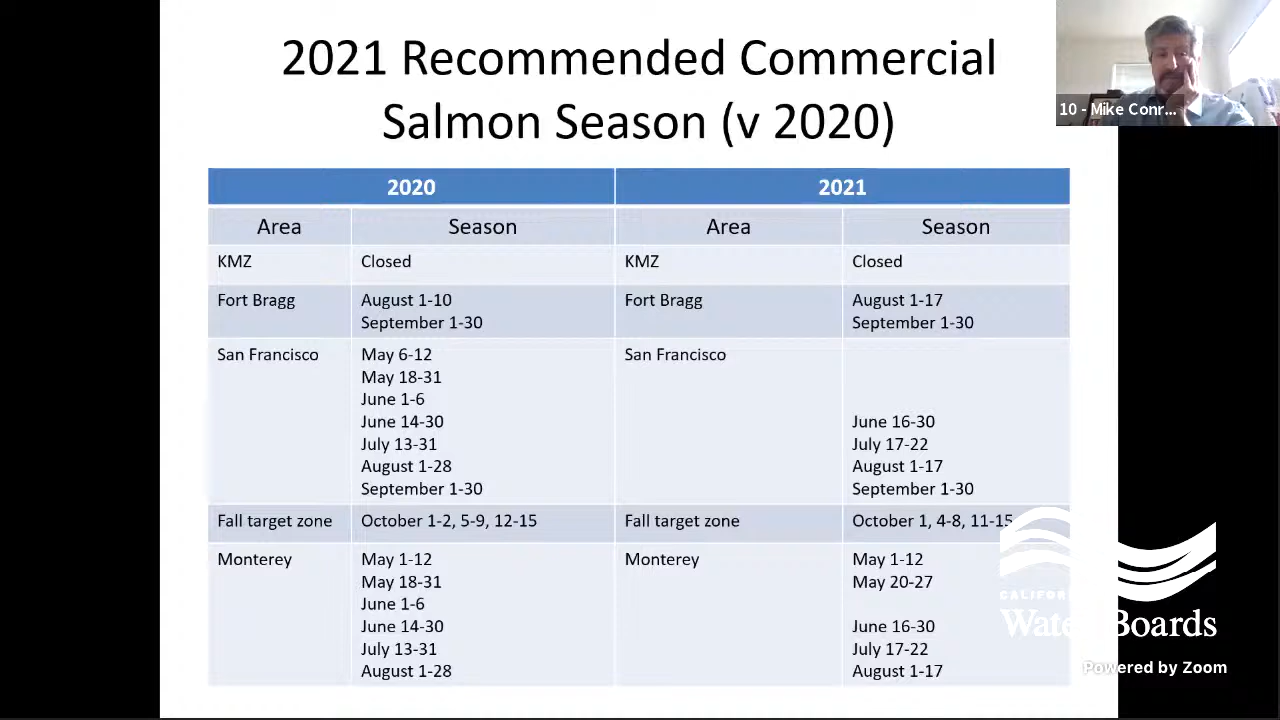 2021 Recommended Commercial
Salmon Season (v 2020)
10 - Mike Conr...
2020 2021
Area Season Area Season
KMZ Closed KMZ Closed
Fort Bragg August 1-10 Fort Bragg August 1-17
September 1-30 September 1-30
San Francisco May 6-12 San Francisco
May 18-31
June 1-6
June 14-30 June 16-30
July 13-31 July 17-22
August 1-28 August 1-17
September 1-30 September 1-30
Fall target zone October 1-2, 5-9, 12-15 Fall target zone October 1, 4-8, 11-15
Monterey May 1-12 Monterey May 1-12
May 18-31 May 20-27
June 1-6
June 14-30 June 16-30
July 13-31 July 17-22
August 1-28 August 1-17
Water Boards
Powered by Zoom